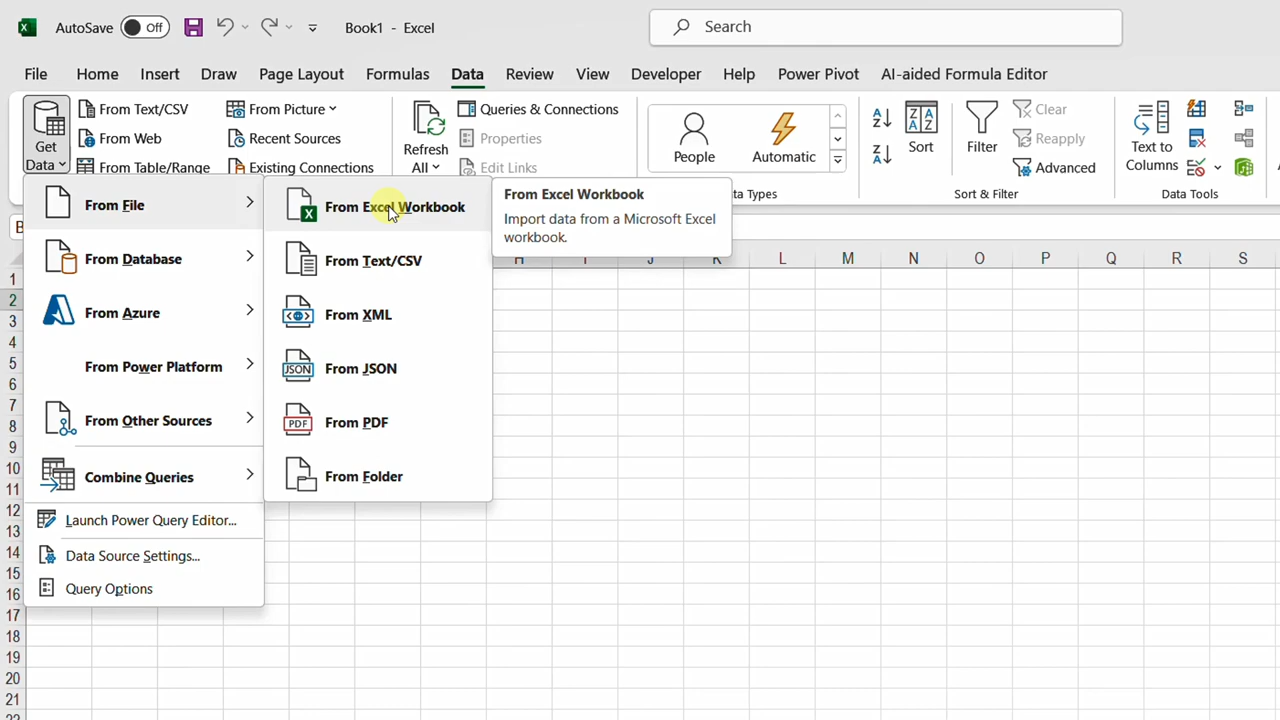 AutoSave Off Book1 - Excel Search
File Home Insert Draw Page Layout Formulas Data Review View Developer Help Power Pivot AI-aided Formula Editor
Get
Data
From Text/CSV
From Web
From Table/Range
From Picture
Recent Sources
Existing Connections
Refresh
All
Queries & Connections
Properties
Edit Links
People
Automatic
Sort
Filter
Clear
Reapply
Advanced
Text to
Columns
Types
Sort & Filter
Data Tools
From File
From Database
From Azure
From Power Platform
From Other Sources
Combine Queries
Launch Power Query Editor...
Data Source Settings...
Query Options
From Excel Workbook
From Text/CSV
From XML
JSON From JSON
PDF From PDF
From Folder
From Excel Workbook
Import data from a Microsoft Excel
workbook.
H I J K L M N O P Q R S
1
2
3
4
5
6
7
8
9
10
11
12
13
14
15
16
17
18
19
20
21